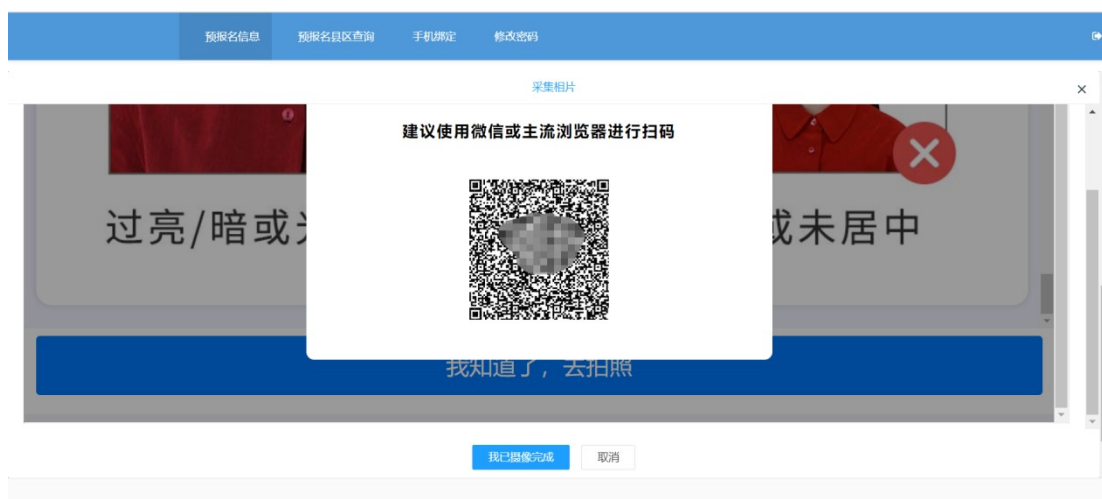 预报名信息 预报名县区查询 手机绑定 修改密码
采集相片
建议使用微信或主流浏览器进行扫码
过亮/暗或
未居中
我知道了，去拍照
我已摄像完成 取消